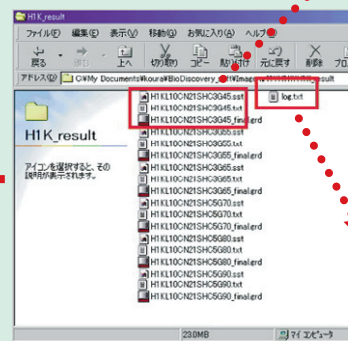 H1K_result
ファイル(F) 編集(E) 表示(V) 移動(G) お気に入り(A) ヘルプ
戻る 進む 上へ 切り取り コピー 貼り付け 元に戻す 削除
アドレス(D)
H1K_result
アイコンを選択すると、その
説明が表示されます。
H1KL10CN21SHC3G45.sst
H1KL10CN21SHC3G45.txt
H1KL10CN21SHC3G45_final.grd
H1KL10CN21SHC3G55.sst
H1KL10CN21SHC3G55.txt
H1KL10CN21SHC3G55_final.grd
H1KL10CN21SHC3G65.sst
H1KL10CN21SHC3G65.txt
H1KL10CN21SHC3G65_final.grd
H1KL10CN21SHC5G70.sst
H1KL10CN21SHC5G70.txt
H1KL10CN21SHC5G70_final.grd
H1KL10CN21SHC5G80.sst
H1KL10CN21SHC5G80.txt
H1KL10CN21SHC5G80_final.grd
H1KL10CN21SHC5G90.sst
H1KL10CN21SHC5G90.txt
H1KL10CN21SHC5G90_final.grd
log.txt
23.0MB マイ コンピュータ